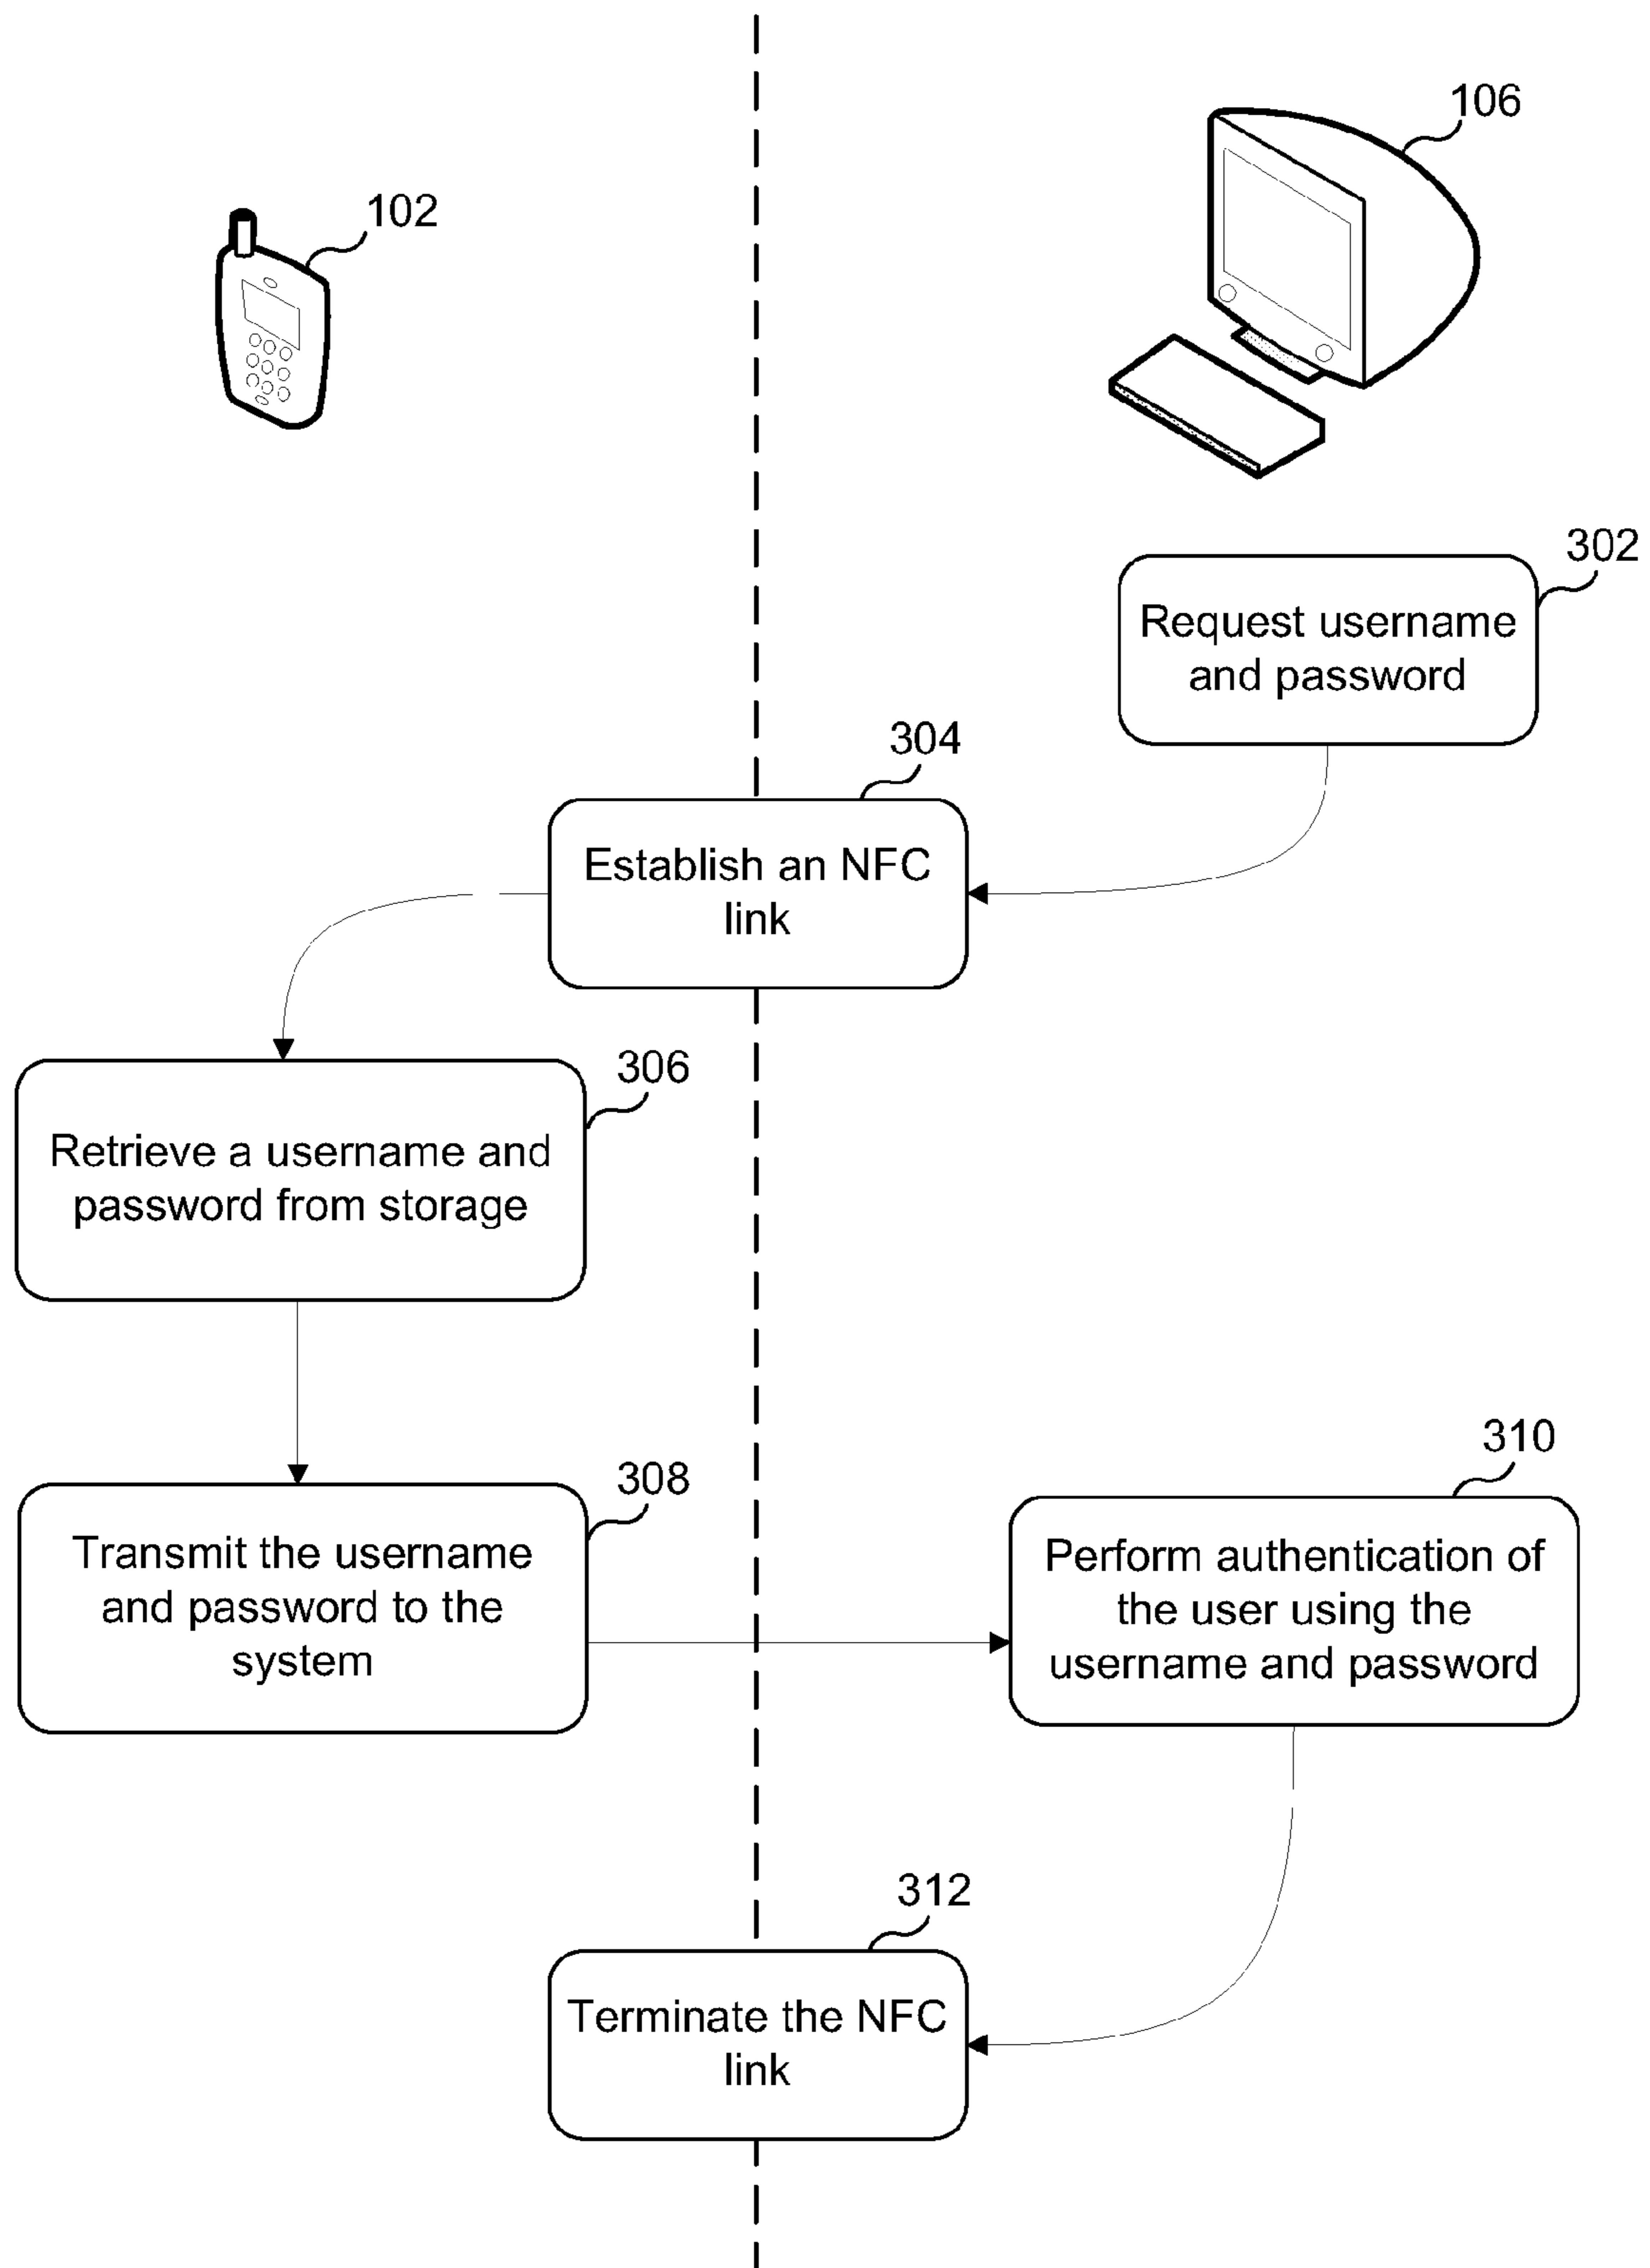 106
102
302
Request username
and password
304
Establish an NFC
link
306
Retrieve a username and
password from storage
308
Transmit the username
and password to the
system
310
Perform authentication of
the user using the
username and password
312
Terminate the NFC
link